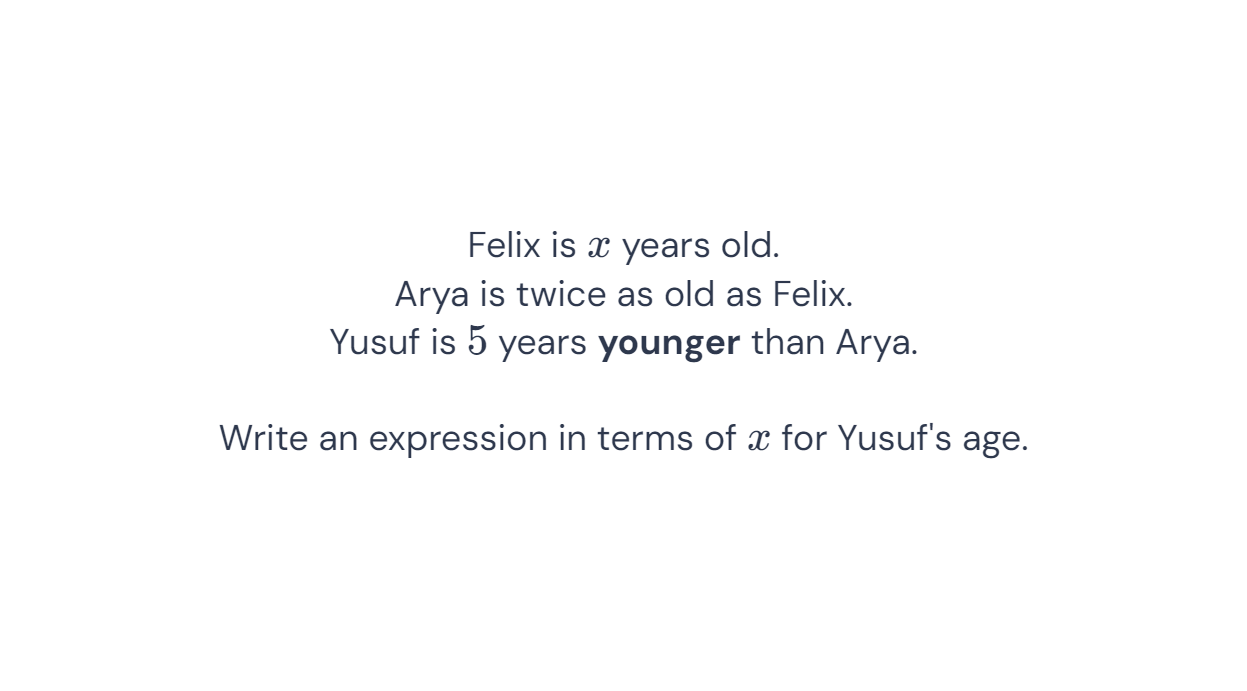 Felix is x years old.
Arya is twice as old as Felix.
Yusuf is 5 years younger than Arya.
Write an expression in terms of x for Yusuf's age.